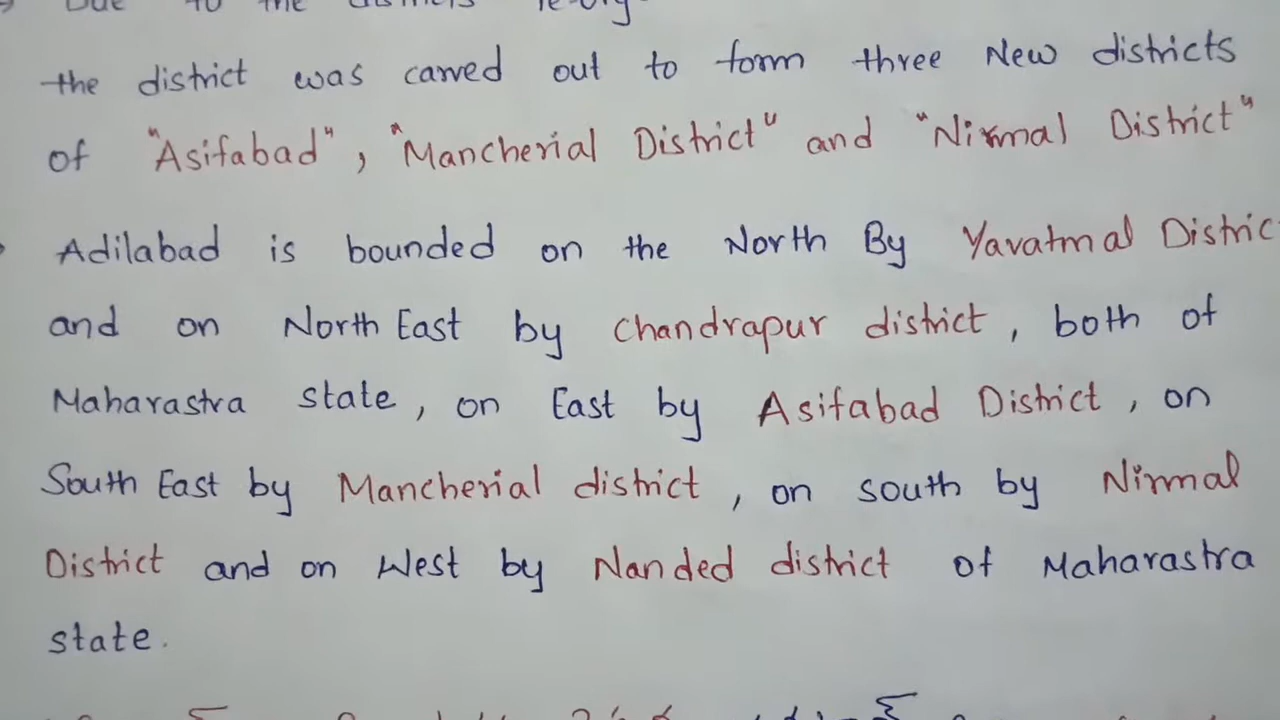 the district was carved out to form three New districts
of "Asifabad", "Mancherial District" and "Nirmal District"
Adilabad is bounded on the North By Yavatmal Distric
and on North East by Chandrapur district, both of
Maharastra state, on East by Asifabad District, on
South East by Mancherial district, on south by Nirmal
District and on West by Nanded district of Maharastra
state.